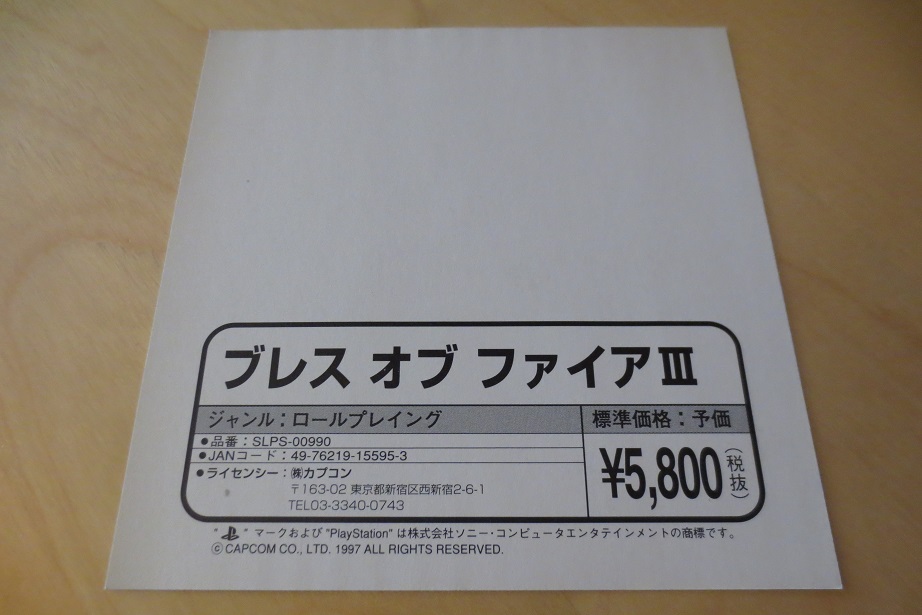 ブレス オブ ファイアⅢ
ジャンル：ロールプレイング
標準価格：予価
●品番：SLPS-00990
●JANコード：49-76219-15595-3
¥5,800（税抜）
●ライセンシー：㈱カプコン
〒163-02 東京都新宿区西新宿2-6-1
TEL03-3340-0743
" " マークおよび "PlayStation" は株式会社ソニー・コンピュータエンタテインメントの商標です。
©CAPCOM CO., LTD. 1997 ALL RIGHTS RESERVED.